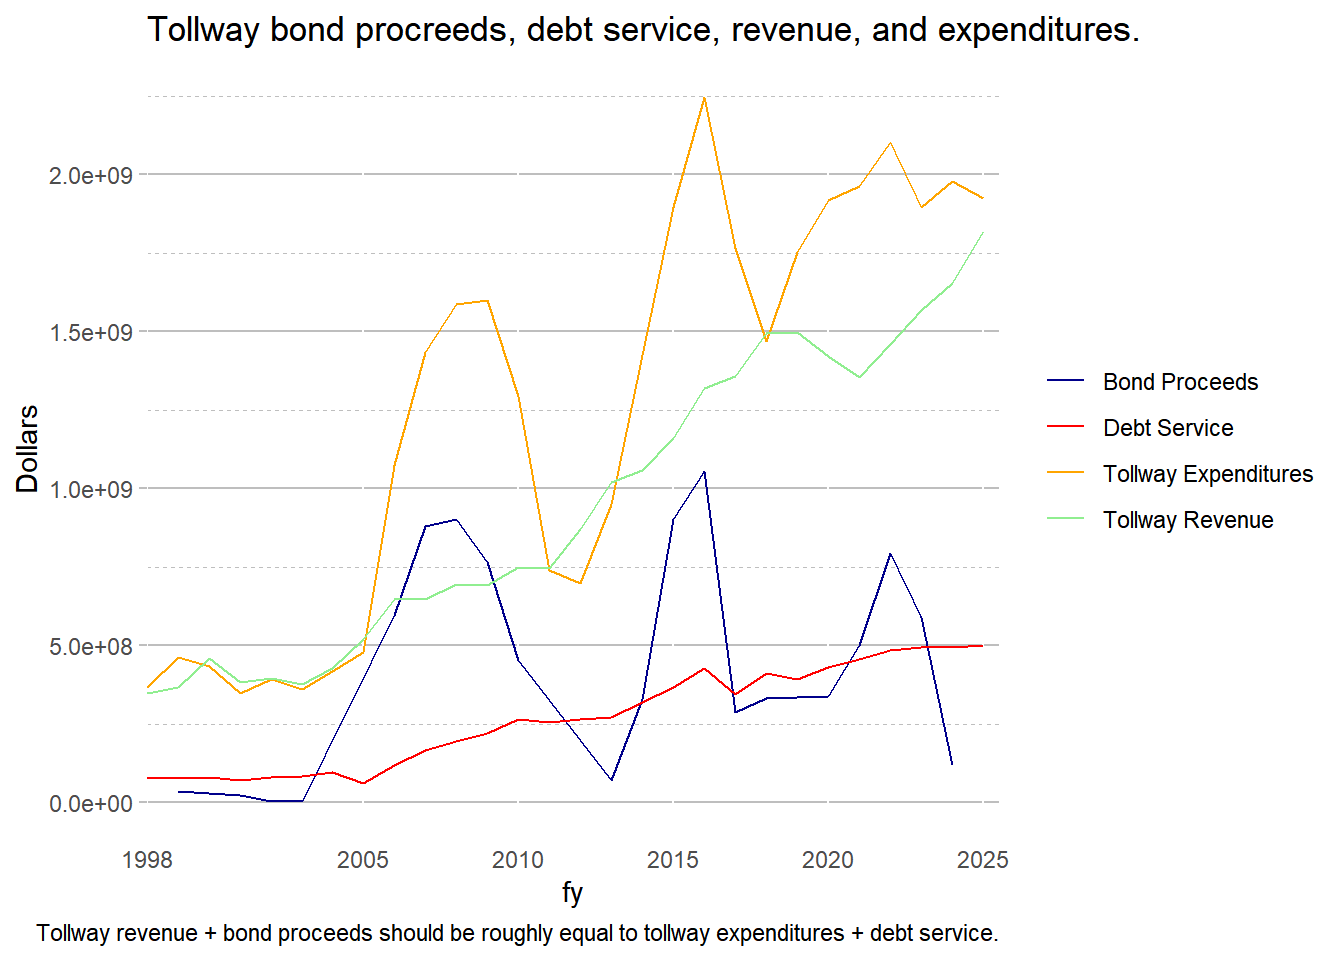 Tollway bond procreeds, debt service, revenue, and expenditures.
2.0e+09
1.5e+09
1.0e+09
5.0e+08
0.0e+00
Dollars
1998
2005
2010
2015
2020
2025
fy
Bond Proceeds
Debt Service
Tollway Expenditures
Tollway Revenue
Tollway revenue + bond proceeds should be roughly equal to tollway expenditures + debt service.